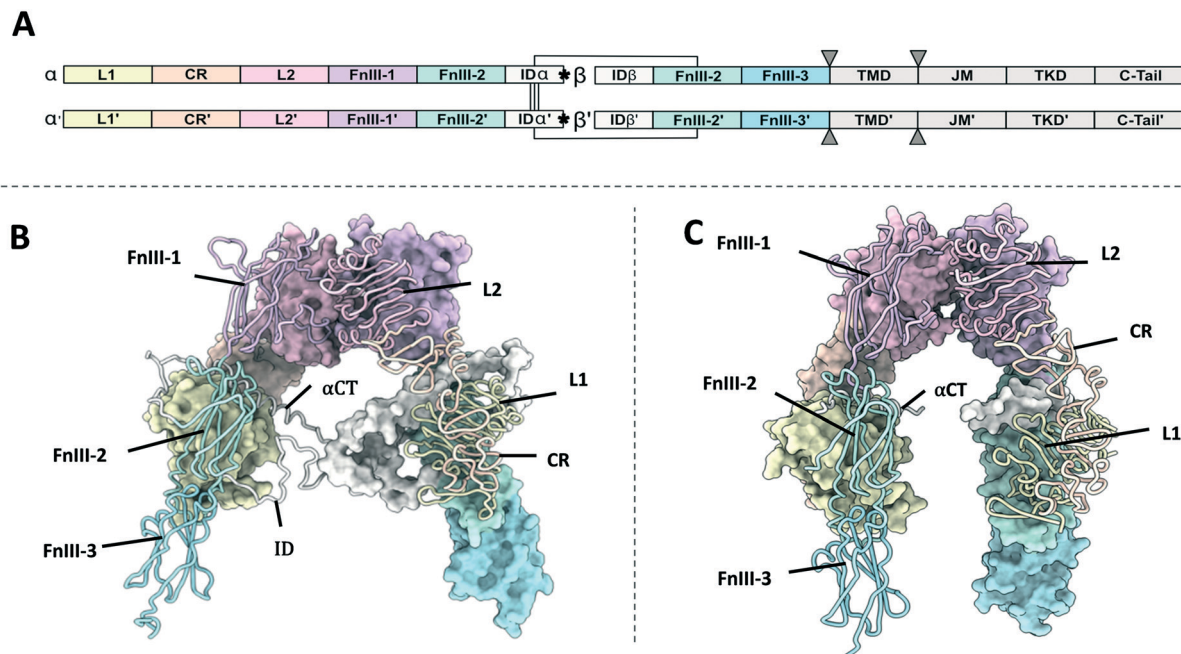 A
α L1 CR L2 FnIII-1 FnIII-2 IDα * β IDβ FnIII-2 FnIII-3 TMD JM TKD C-Tail
α' L1' CR' L2' FnIII-1' FnIII-2' IDα' * β' IDβ' FnIII-2' FnIII-3' TMD' JM' TKD' C-Tail'
B
FnIII-1
L2
αCT
L1
FnIII-2
CR
FnIII-3
ID
C
FnIII-1
L2
CR
FnIII-2
αCT
L1
FnIII-3